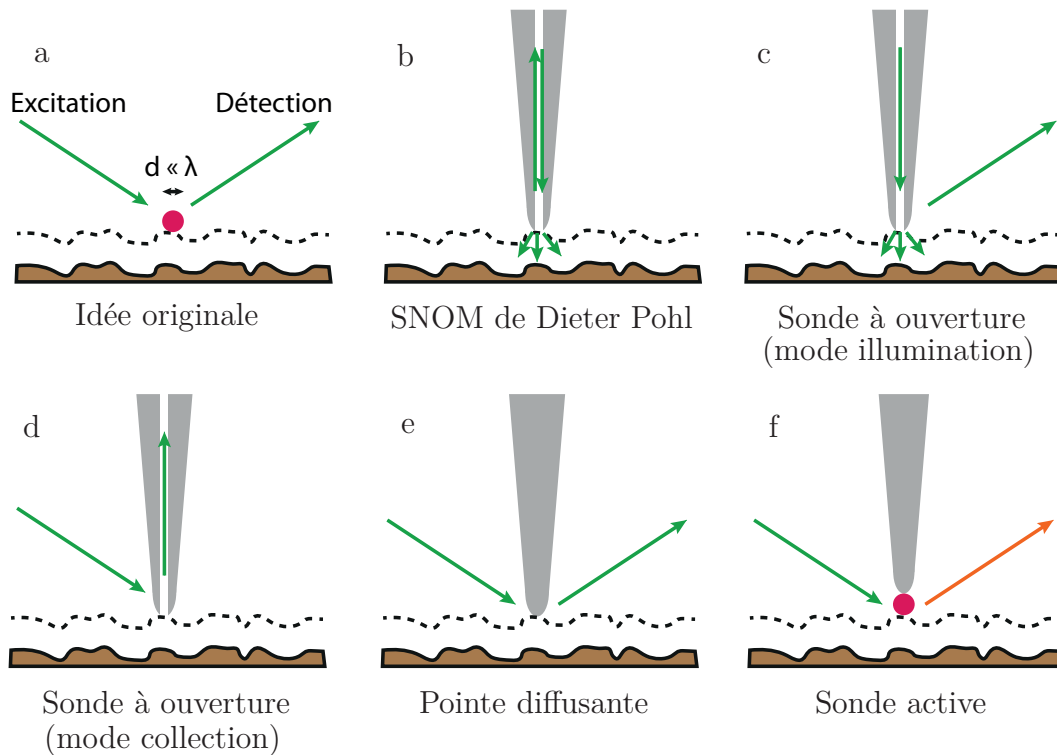 a
Excitation
Détection
d « λ
Idée originale
b
SNOM de Dieter Pohl
c
Sonde à ouverture
(mode illumination)
d
Sonde à ouverture
(mode collection)
e
Pointe diffusante
f
Sonde active